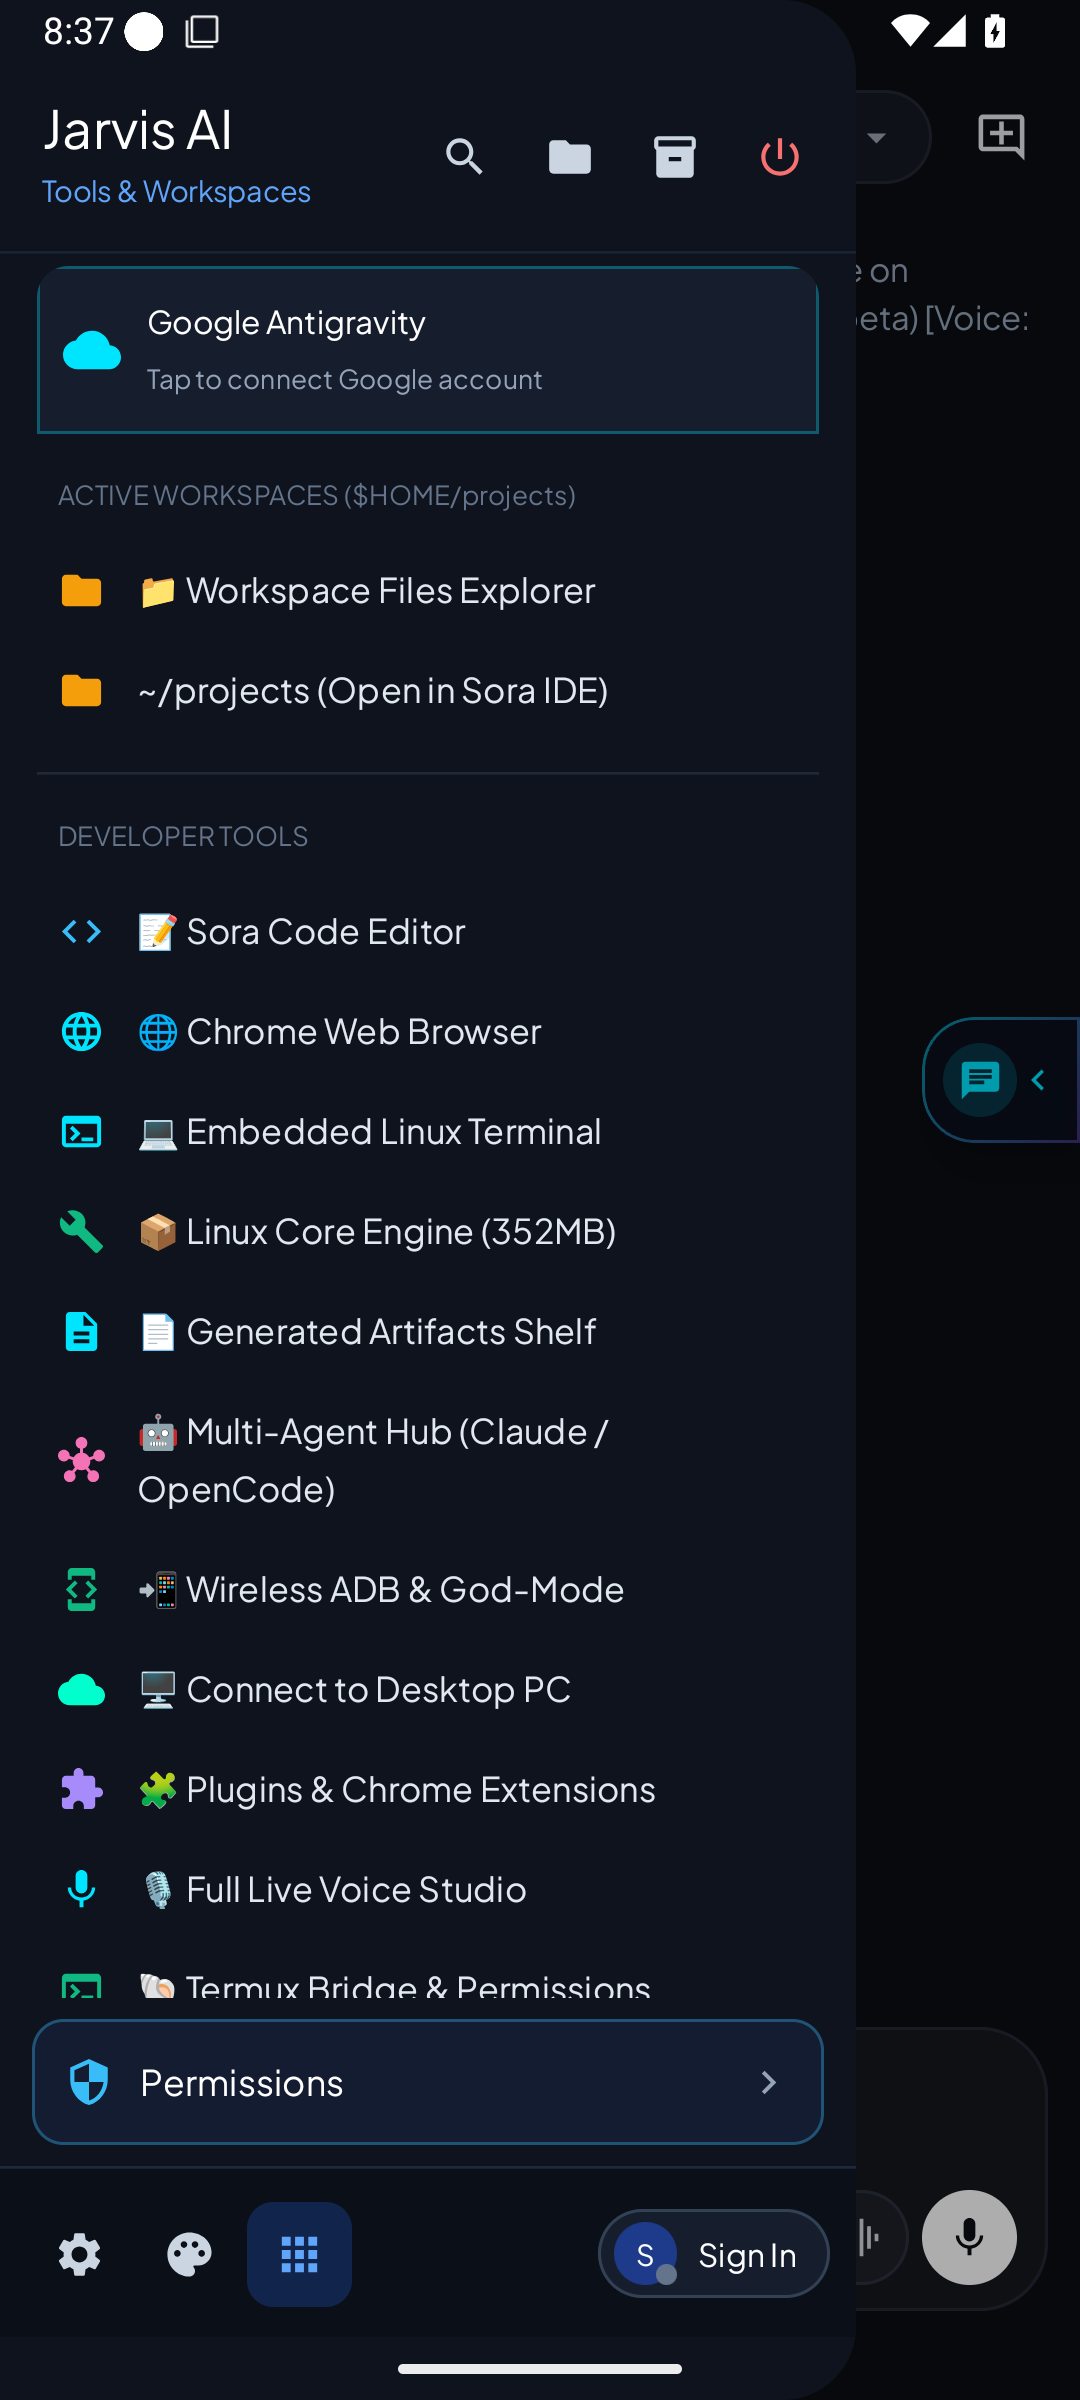 8:37
Jarvis AI
Tools & Workspaces
e on
eta) [Voice:
Google Antigravity
Tap to connect Google account
ACTIVE WORKSPACES ($HOME/projects)
📁 Workspace Files Explorer
~/projects (Open in Sora IDE)
DEVELOPER TOOLS
📝 Sora Code Editor
🌐 Chrome Web Browser
💻 Embedded Linux Terminal
📦 Linux Core Engine (352MB)
📄 Generated Artifacts Shelf
🤖 Multi-Agent Hub (Claude /
OpenCode)
📲 Wireless ADB & God-Mode
🖥️ Connect to Desktop PC
🧩 Plugins & Chrome Extensions
🎙️ Full Live Voice Studio
🐚 Termux Bridge & Permissions
Permissions
S
Sign In